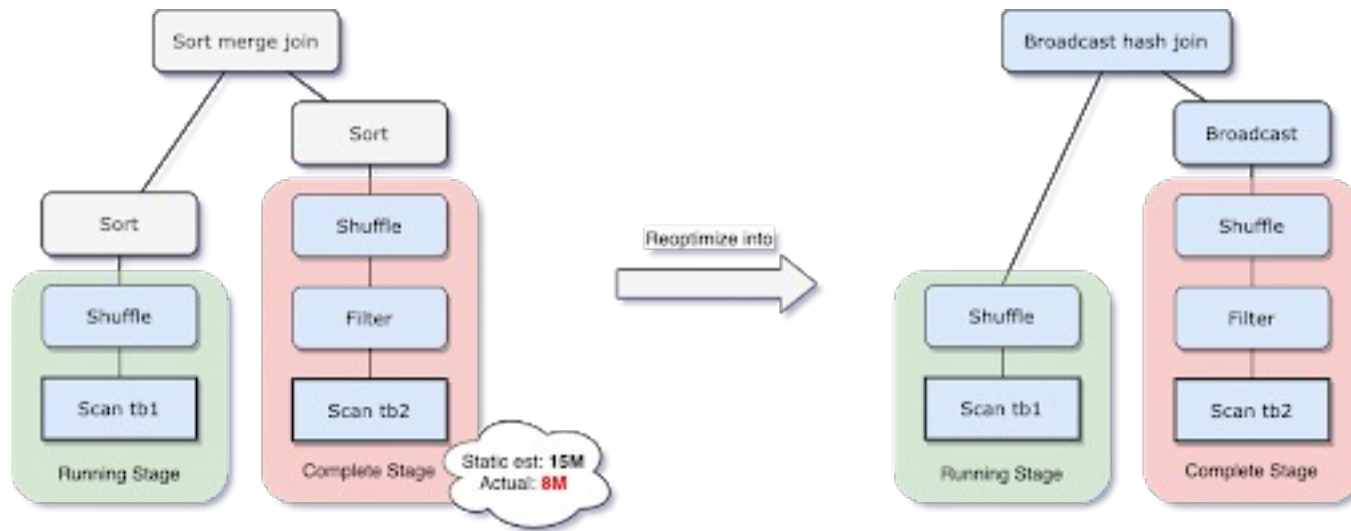 Sort merge join
Sort
Sort
Shuffle
Shuffle
Filter
Scan tb1
Scan tb2
Running Stage
Complete Stage
Static est: 15M
Actual: 8M
Reoptimize into
Broadcast hash join
Broadcast
Shuffle
Shuffle
Filter
Scan tb1
Scan tb2
Running Stage
Complete Stage